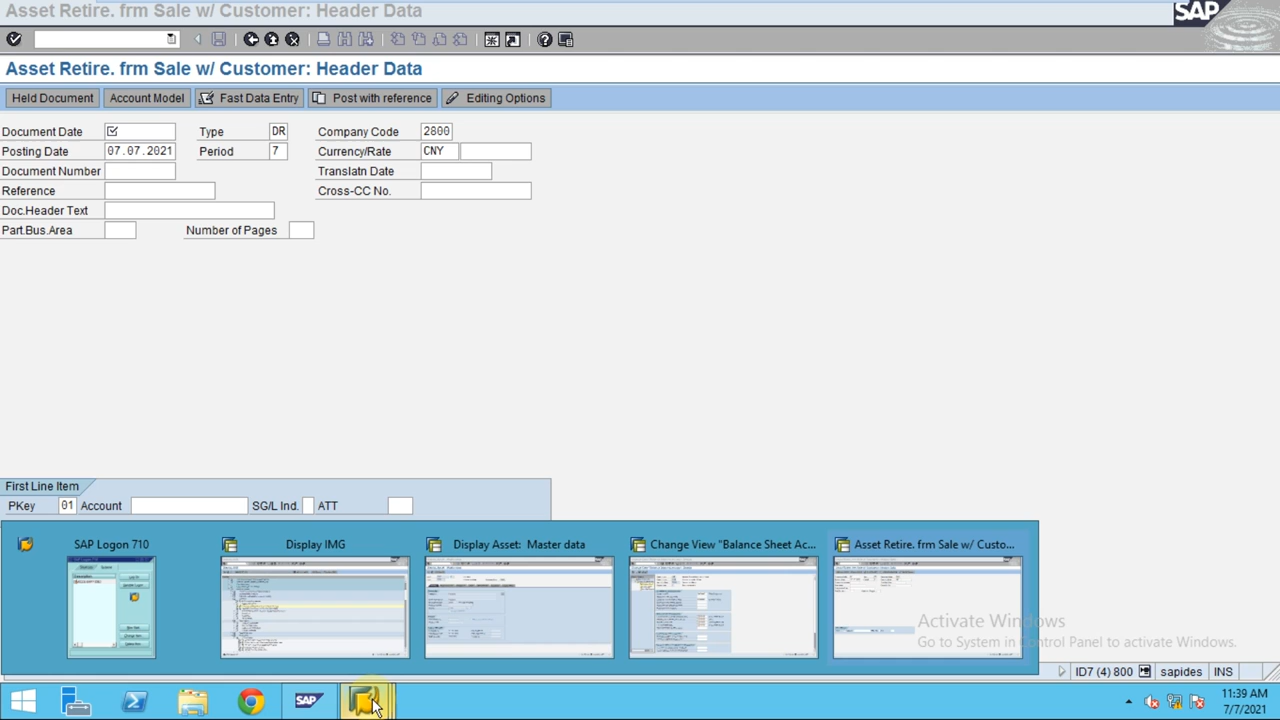 Asset Retire. frm Sale w/ Customer: Header Data
SAP
Asset Retire. frm Sale w/ Customer: Header Data
Held Document Account Model Fast Data Entry Post with reference Editing Options
Document Date Type DR Company Code 2800
Posting Date 07.07.2021 Period 7 Currency/Rate CNY
Document Number Translatn Date
Reference Cross-CC No.
Doc.Header Text
Part.Bus.Area Number of Pages
First Line Item
PKey 01 Account SG/L Ind. ATT
SAP Logon 710 Display IMG Display Asset: Master data Change View "Balance Sheet Ac... Asset Retire. frm Sale w/ Custo...
Activate Windows
Go to System in Control Panel to activate Windows.
ID7 (4) 800 sapides INS
SAP
11:39 AM
7/7/2021